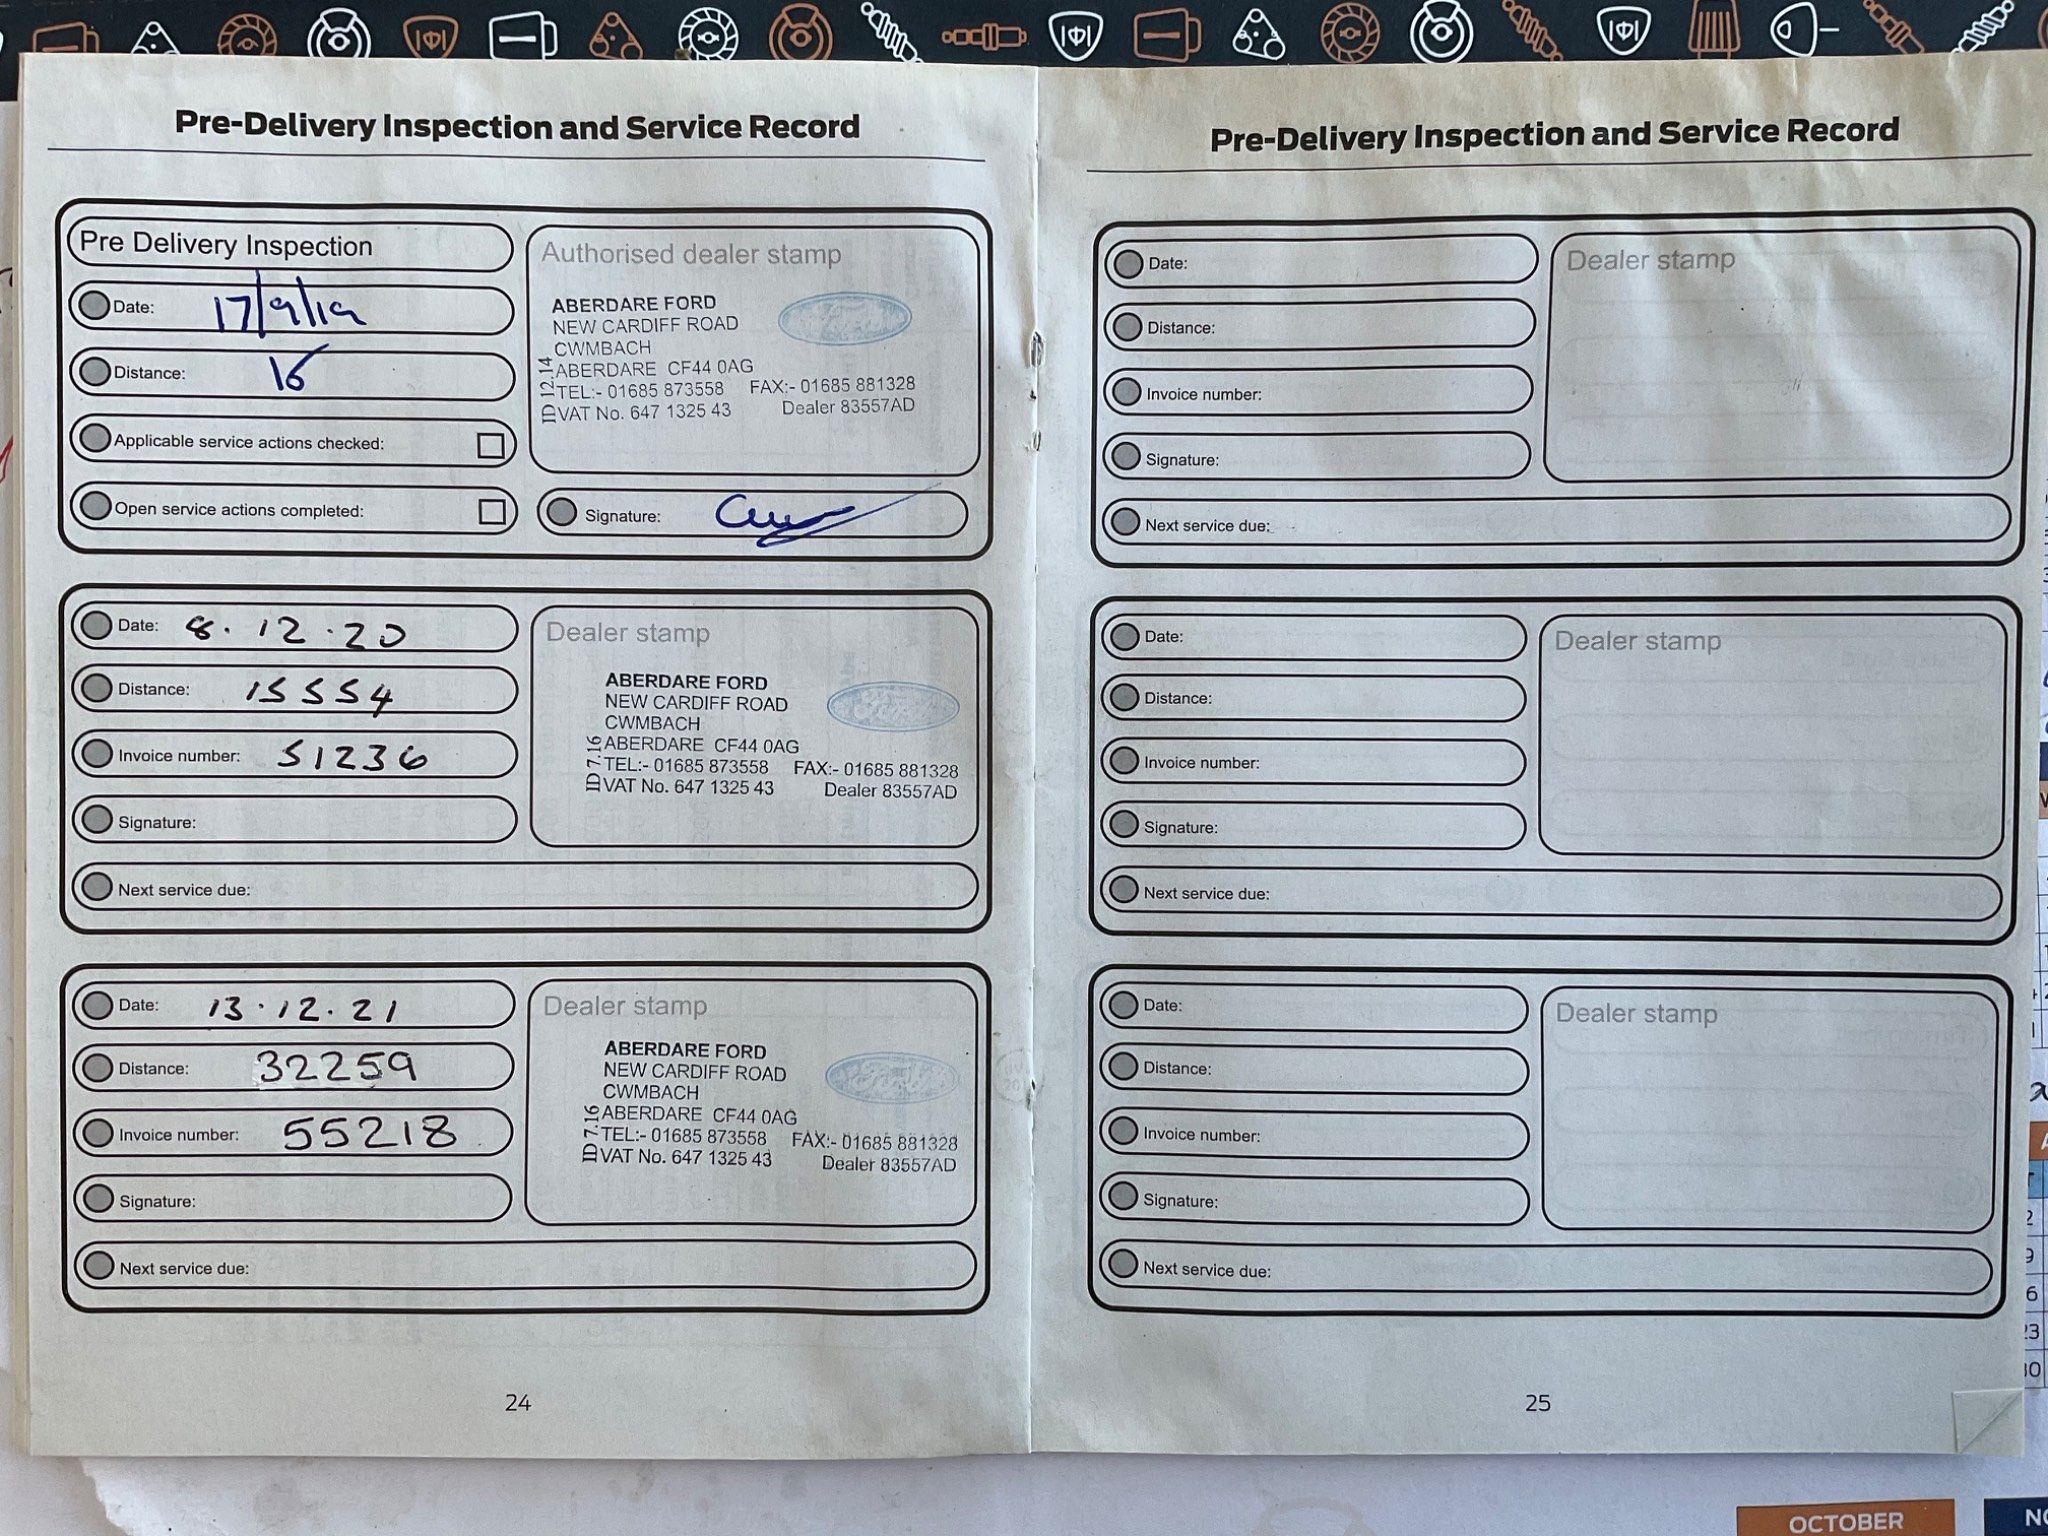 Pre-Delivery Inspection and Service Record
Pre Delivery Inspection
Date: 17/9/19
Distance: 16
Applicable service actions checked:
Open service actions completed:
Authorised dealer stamp
ABERDARE FORD
NEW CARDIFF ROAD
CWMBACH
ABERDARE CF44 0AG
TEL:- 01685 873558 FAX:- 01685 881328
VAT No. 647 1325 43 Dealer 83557AD
ID 12.14
Signature:
Date: 8.12.20
Distance: 15554
Invoice number: 51236
Signature:
Next service due:
Dealer stamp
ABERDARE FORD
NEW CARDIFF ROAD
CWMBACH
ABERDARE CF44 0AG
TEL:- 01685 873558 FAX:- 01685 881328
VAT No. 647 1325 43 Dealer 83557AD
ID 7.16
Date: 13.12.21
Distance: 32259
Invoice number: 55218
Signature:
Next service due:
Dealer stamp
ABERDARE FORD
NEW CARDIFF ROAD
CWMBACH
ABERDARE CF44 0AG
TEL:- 01685 873558 FAX:- 01685 881328
VAT No. 647 1325 43 Dealer 83557AD
ID 7.16
24
Pre-Delivery Inspection and Service Record
Date:
Distance:
Invoice number:
Signature:
Next service due:
Dealer stamp
Date:
Distance:
Invoice number:
Signature:
Next service due:
Dealer stamp
Date:
Distance:
Invoice number:
Signature:
Next service due:
Dealer stamp
25
OCTOBER